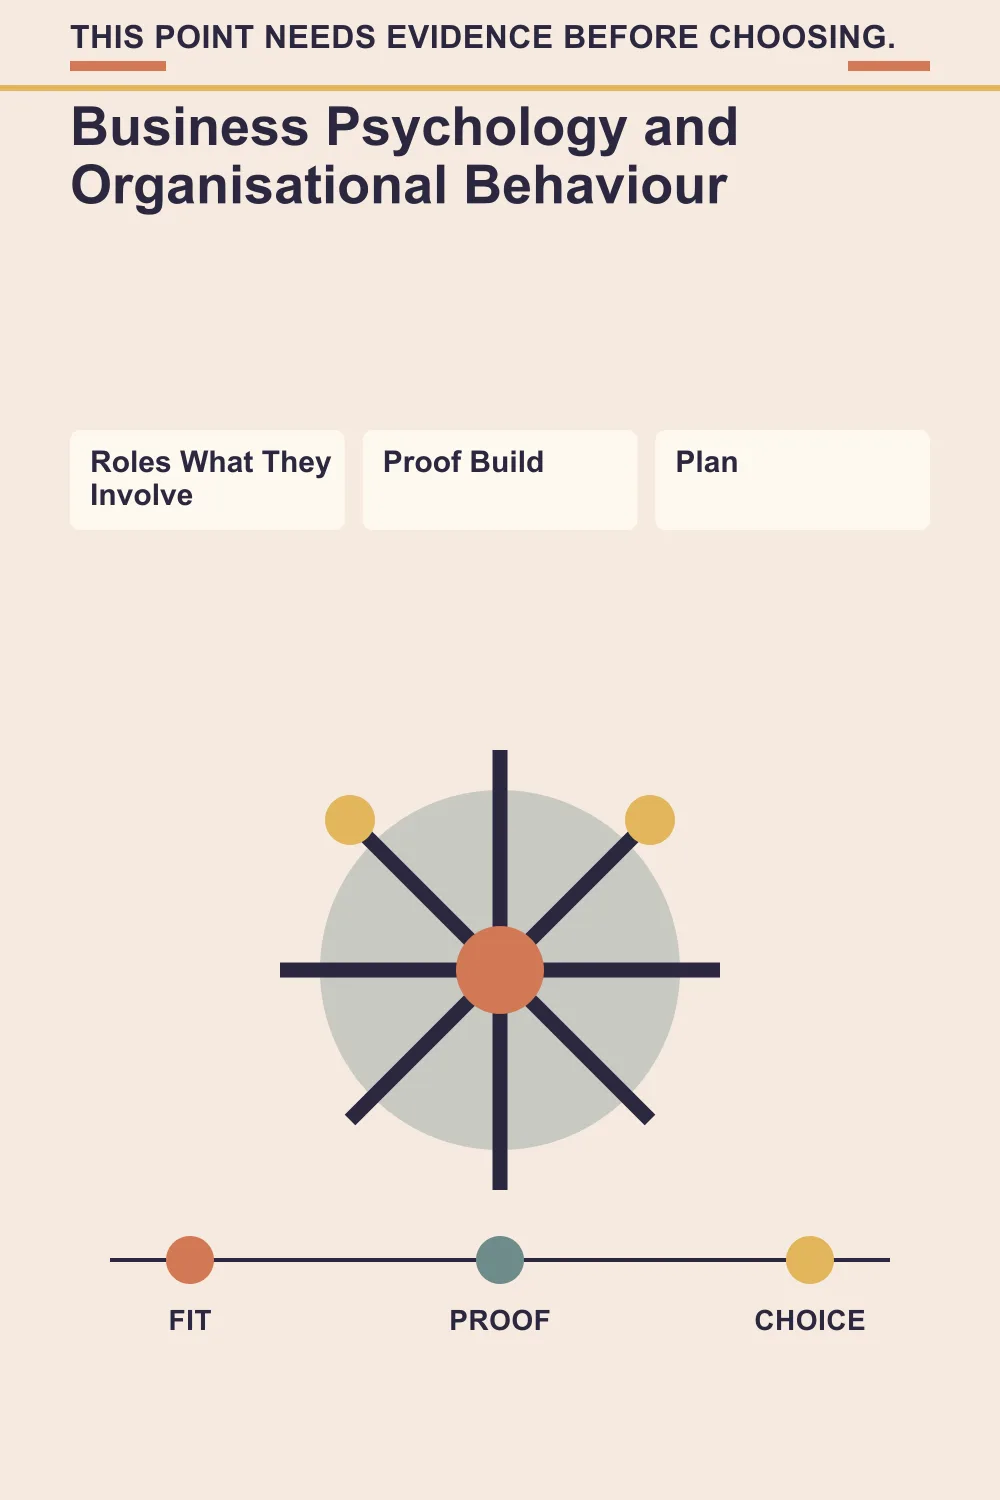 THIS POINT NEEDS EVIDENCE BEFORE CHOOSING.
Business Psychology and
Organisational Behaviour
Roles What They
Involve
Proof Build
Plan
FIT
PROOF
CHOICE